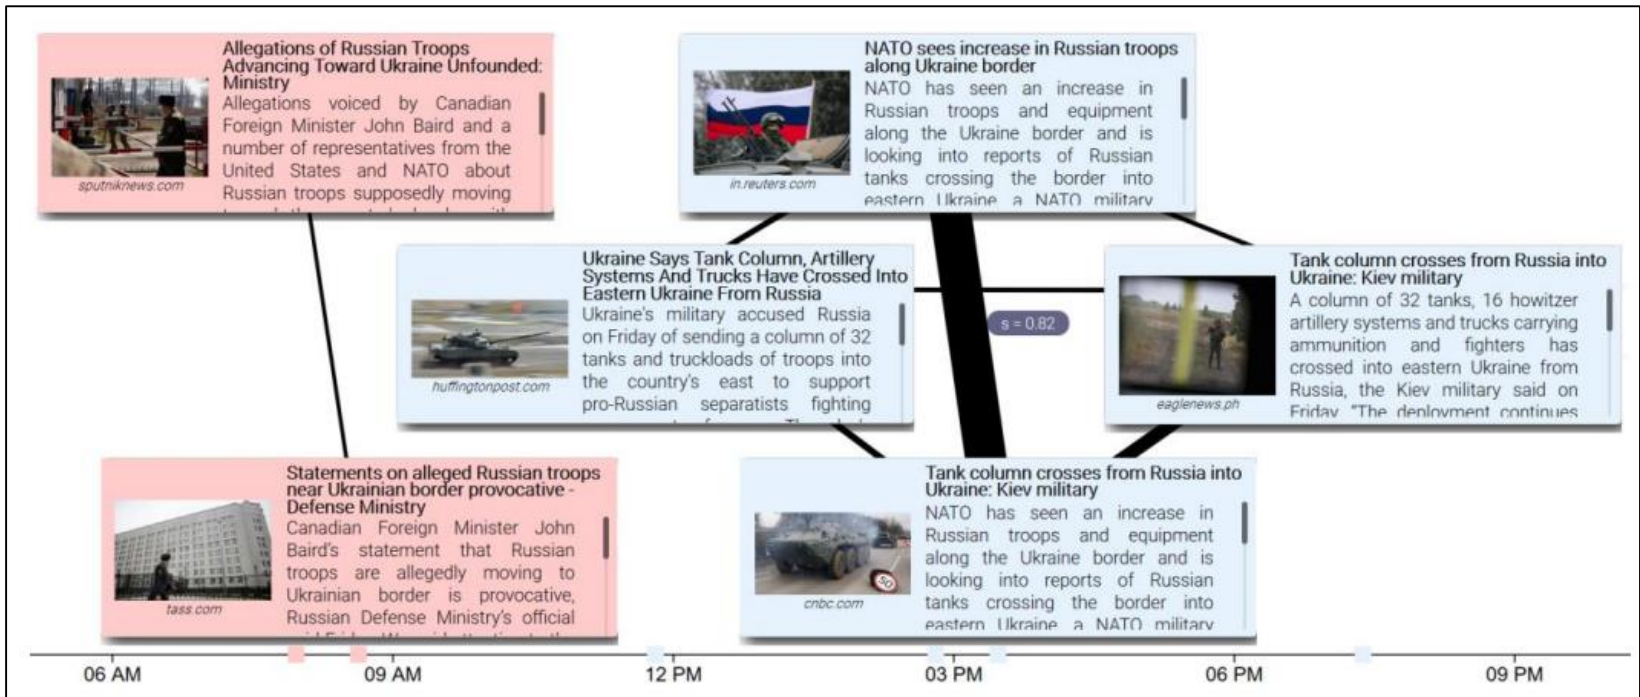 Allegations of Russian Troops
Advancing Toward Ukraine Unfounded:
Ministry
Allegations voiced by Canadian
Foreign Minister John Baird and a
number of representatives from the
United States and NATO about
Russian troops supposedly moving
sputniknews.com
NATO sees increase in Russian troops
along Ukraine border
NATO has seen an increase in
Russian troops and equipment
along the Ukraine border and is
looking into reports of Russian
tanks crossing the border into
eastern Ukraine, a NATO military
in.reuters.com
Ukraine Says Tank Column, Artillery
Systems And Trucks Have Crossed Into
Eastern Ukraine From Russia
Ukraine's military accused Russia
on Friday of sending a column of 32
tanks and truckloads of troops into
the country's east to support
pro-Russian separatists fighting
huffingtonpost.com
s = 0.82
Tank column crosses from Russia into
Ukraine: Kiev military
A column of 32 tanks, 16 howitzer
artillery systems and trucks carrying
ammunition and fighters has
crossed into eastern Ukraine from
Russia, the Kiev military said on
Friday. "The deployment continues
eaglenews.ph
Statements on alleged Russian troops
near Ukrainian border provocative -
Defense Ministry
Canadian Foreign Minister John
Baird's statement that Russian
troops are allegedly moving to
Ukrainian border is provocative,
Russian Defense Ministry's official
tass.com
Tank column crosses from Russia into
Ukraine: Kiev military
NATO has seen an increase in
Russian troops and equipment
along the Ukraine border and is
looking into reports of Russian
tanks crossing the border into
eastern Ukraine, a NATO military
cnbc.com
06 AM
09 AM
12 PM
03 PM
06 PM
09 PM